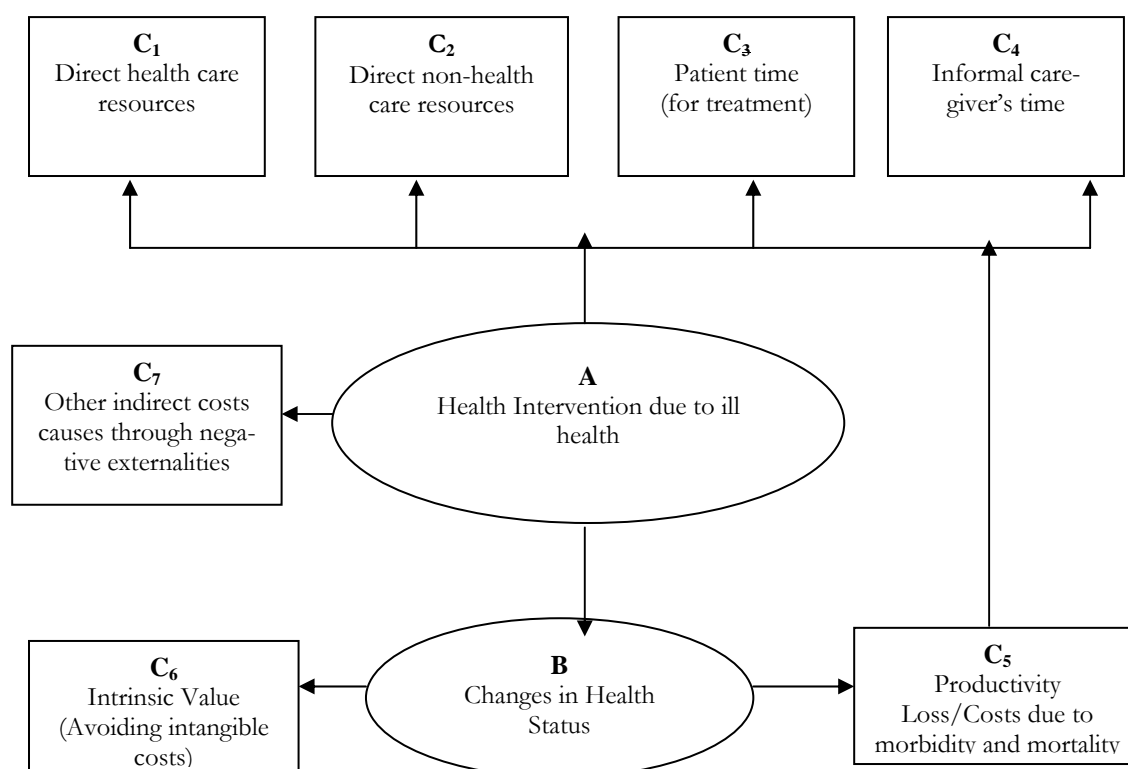 C₁
Direct health care
resources
C₂
Direct non-health
care resources
C₃
Patient time
(for treatment)
C₄
Informal care-
giver’s time
C₇
Other indirect costs
causes through nega-
tive externalities
A
Health Intervention due to ill
health
C₆
Intrinsic Value
(Avoiding intangible
costs)
B
Changes in Health
Status
C₅
Productivity
Loss/Costs due to
morbidity and mortality